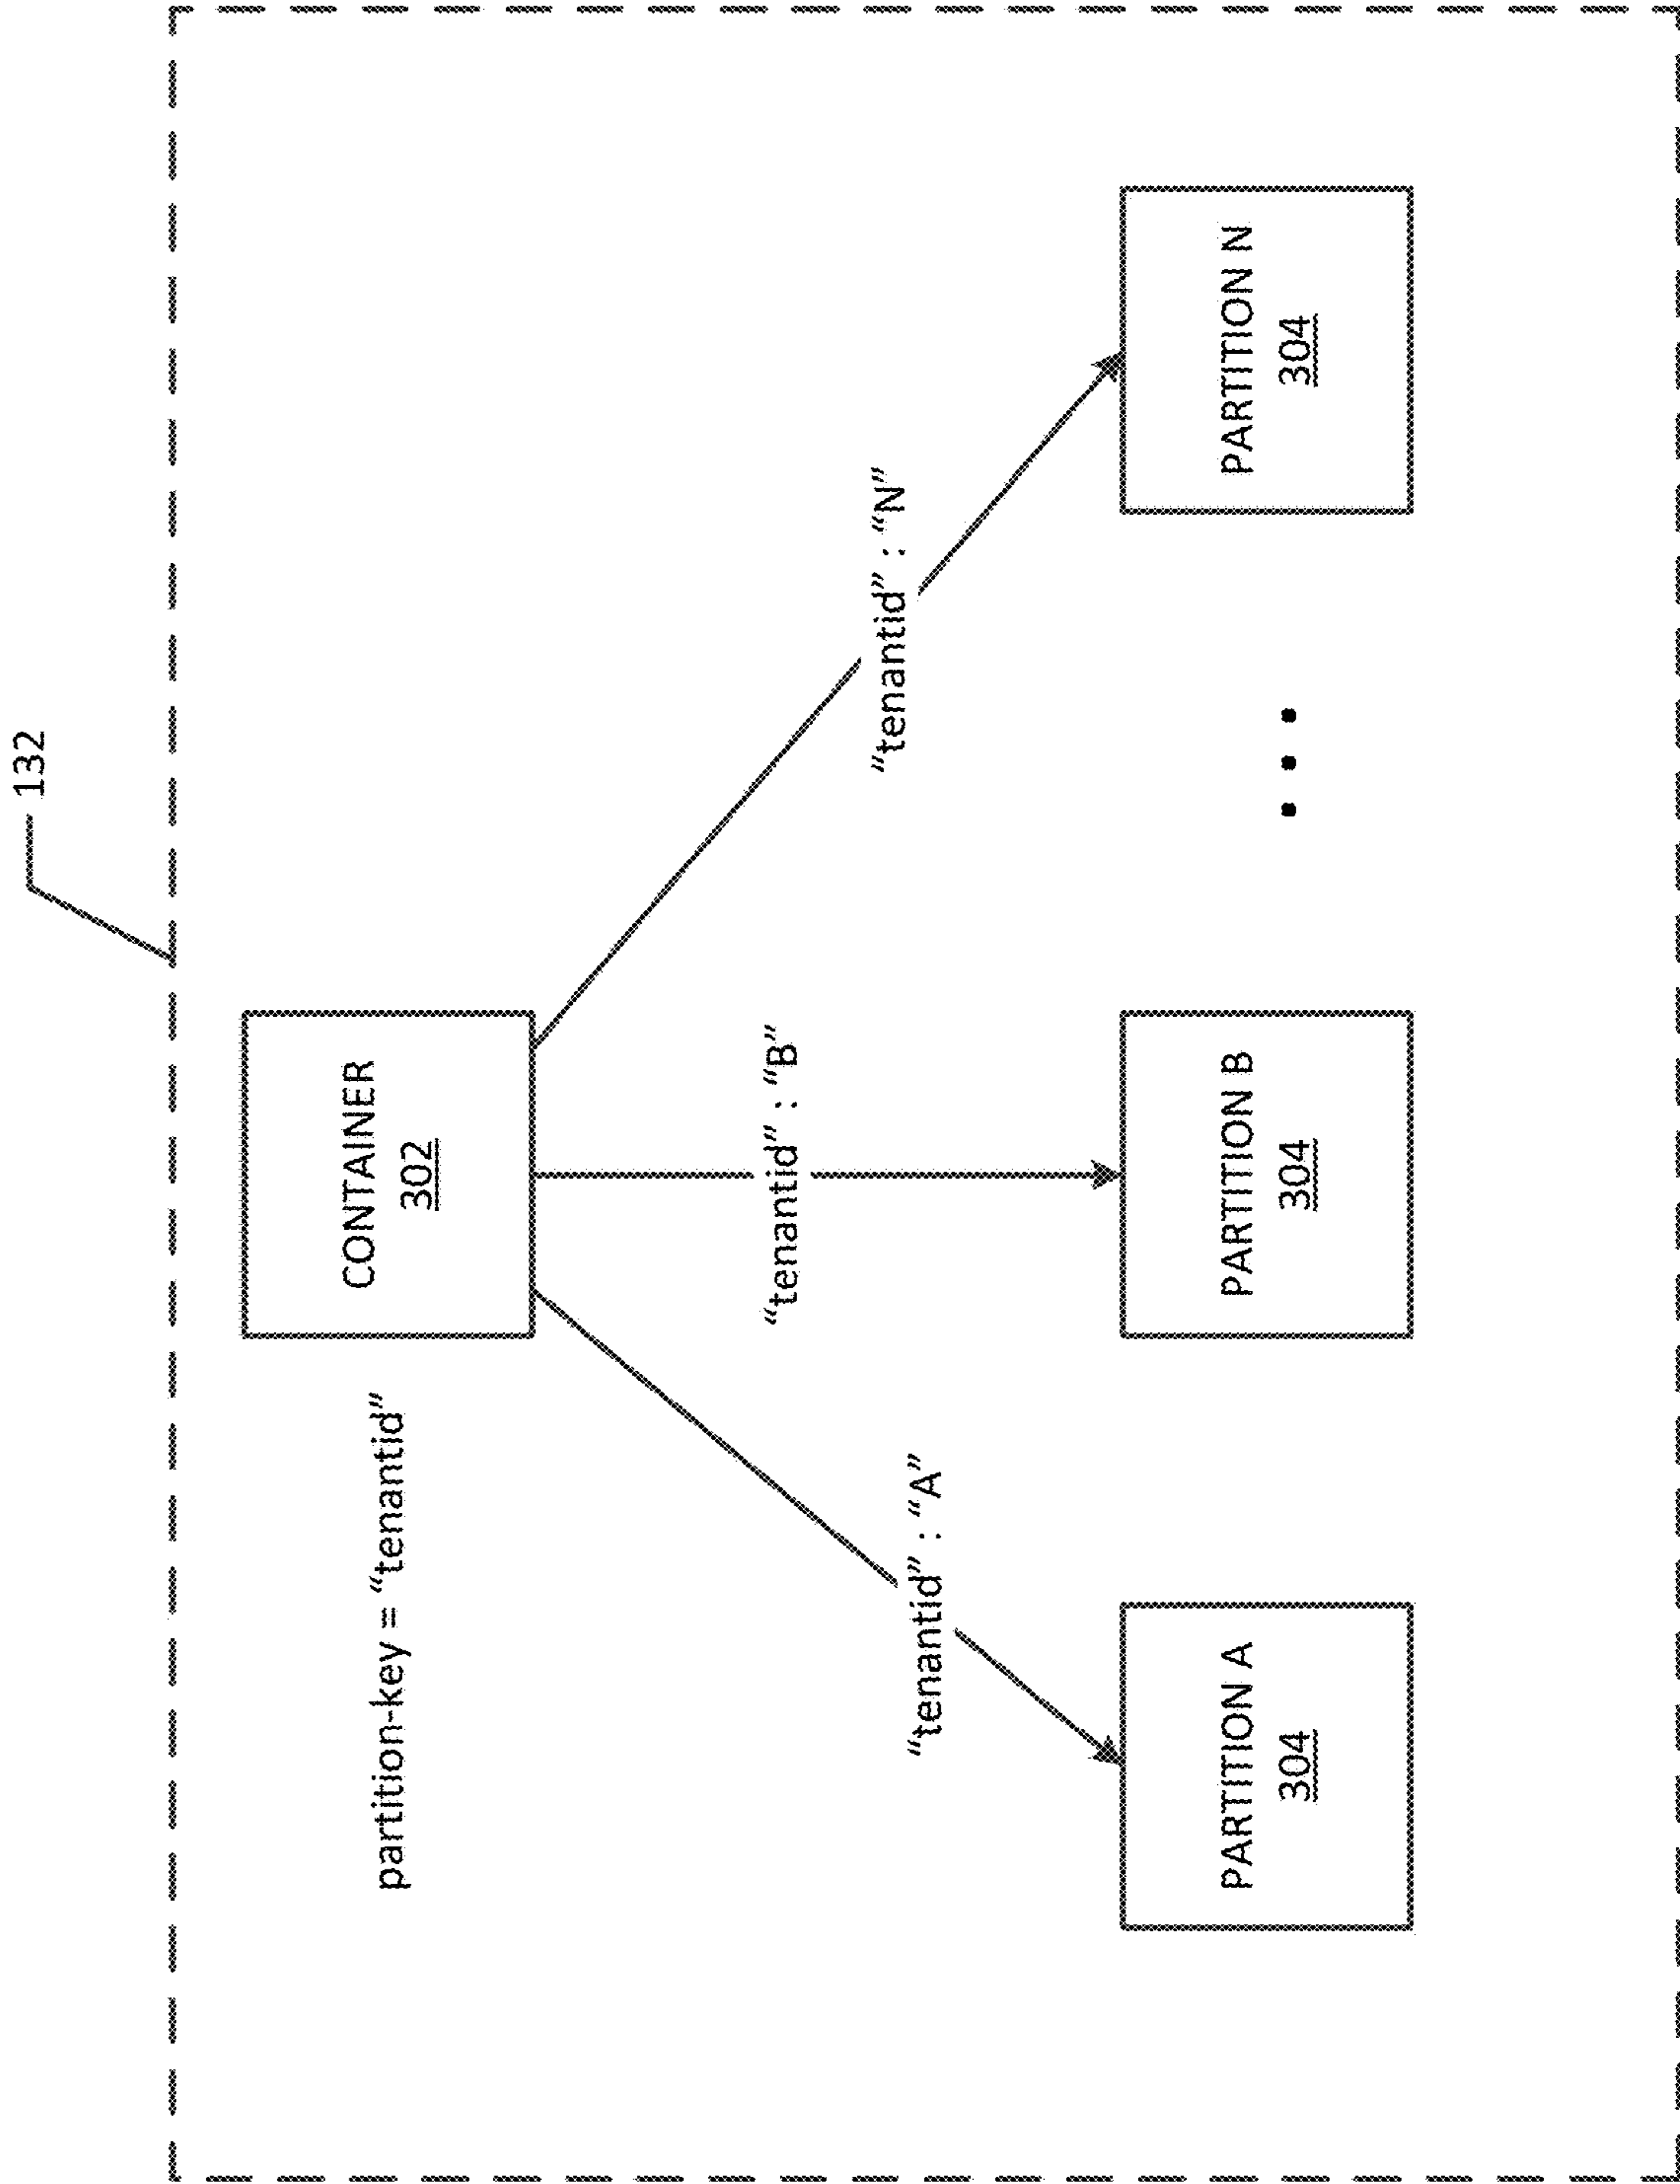 132
partition-key = “tenantid”
CONTAINER
302
“tenantid” : “A”
“tenantid” : “B”
“tenantid” : “N”
PARTITION A
304
PARTITION B
304
• • •
PARTITION N
304